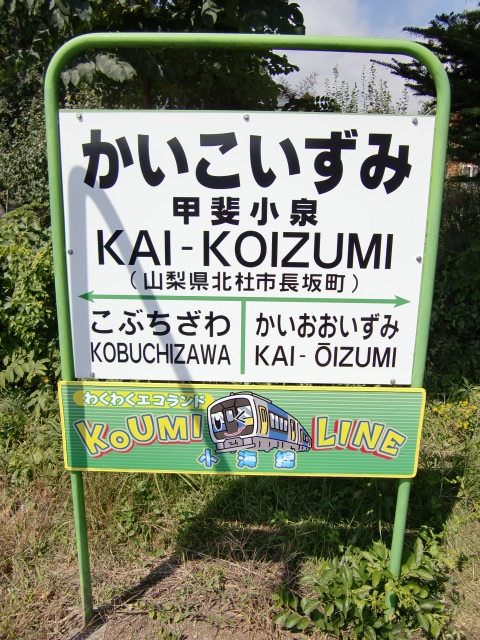 かいこいずみ
甲斐小泉
KAI-KOIZUMI
(山梨県北杜市長坂町)
こぶちざわ
KOBUCHIZAWA
かいおおいずみ
KAI-ŌIZUMI
わくわくエコランド
KoUMI LINE
小海線